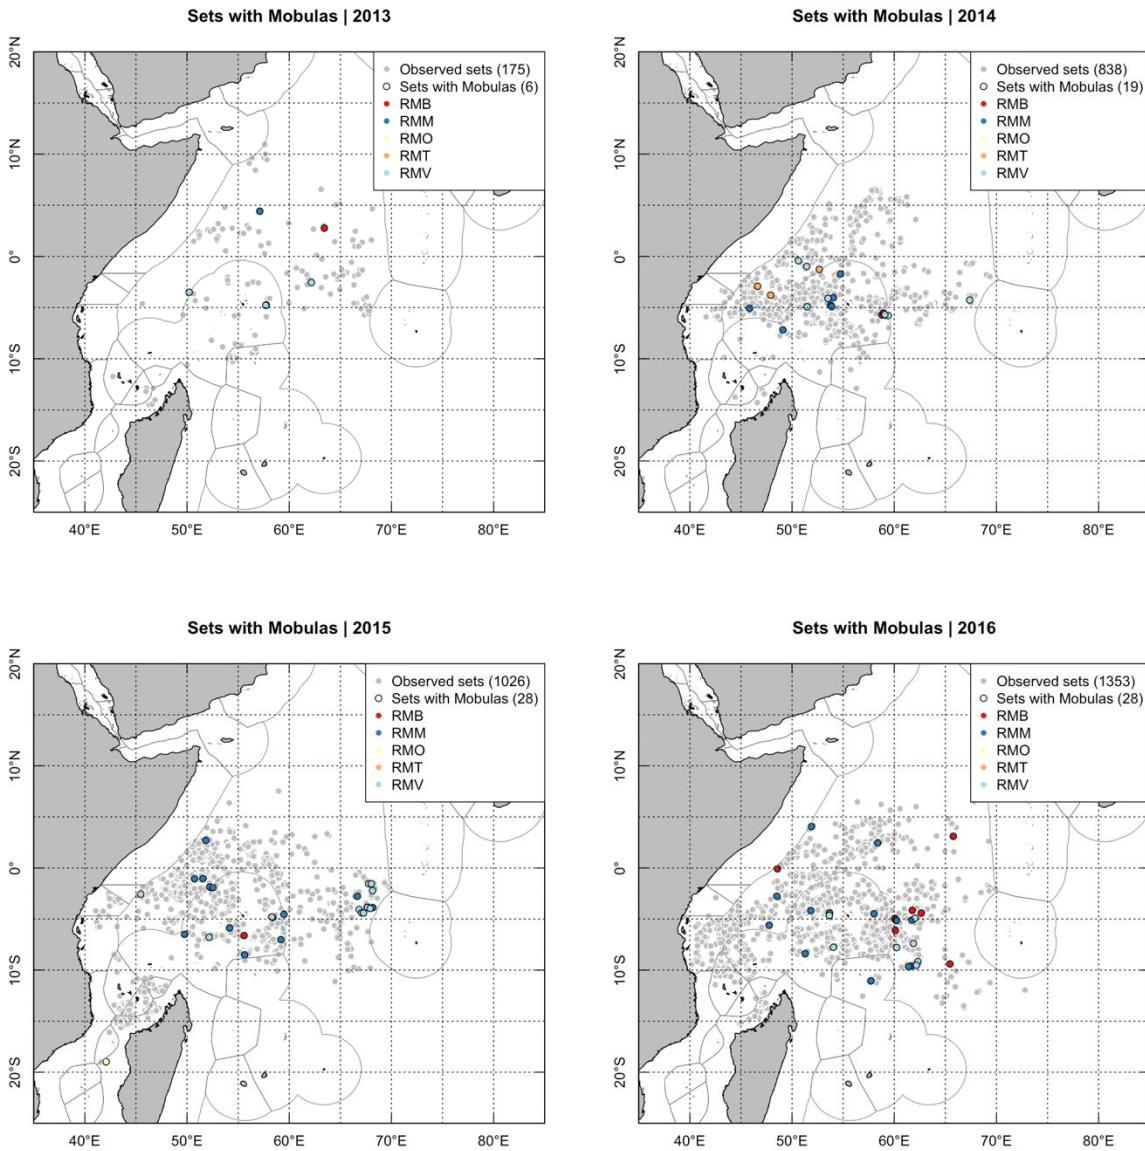 Sets with Mobulas | 2013
20°N
10°N
0°
10°S
20°S
Observed sets (175)
Sets with Mobulas (6)
RMB
RMM
RMO
RMT
RMV
40°E 50°E 60°E 70°E 80°E
Sets with Mobulas | 2014
20°N
10°N
0°
10°S
20°S
Observed sets (838)
Sets with Mobulas (19)
RMB
RMM
RMO
RMT
RMV
40°E 50°E 60°E 70°E 80°E
Sets with Mobulas | 2015
20°N
10°N
0°
10°S
20°S
Observed sets (1026)
Sets with Mobulas (28)
RMB
RMM
RMO
RMT
RMV
40°E 50°E 60°E 70°E 80°E
Sets with Mobulas | 2016
20°N
10°N
0°
10°S
20°S
Observed sets (1353)
Sets with Mobulas (28)
RMB
RMM
RMO
RMT
RMV
40°E 50°E 60°E 70°E 80°E